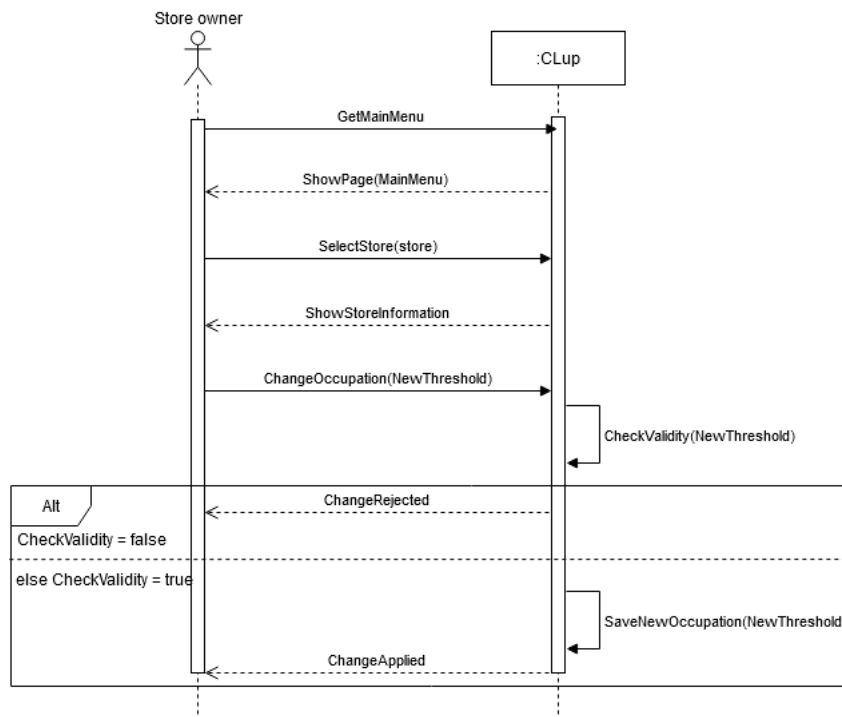 Store owner
:CLup
GetMainMenu
ShowPage(MainMenu)
SelectStore(store)
ShowStoreInformation
ChangeOccupation(NewThreshold)
CheckValidity(NewThreshold)
Alt
ChangeRejected
CheckValidity = false
else CheckValidity = true
SaveNewOccupation(NewThreshold
ChangeApplied